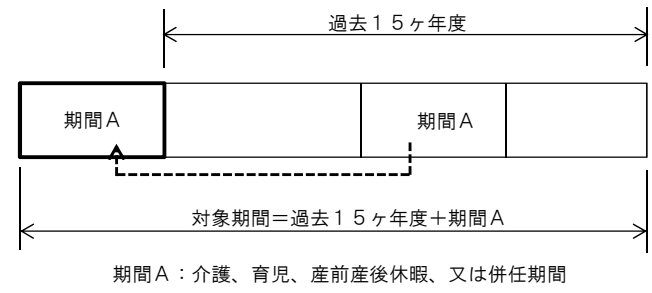 過去１５ヶ年度
期間Ａ
期間Ａ
対象期間＝過去１５ヶ年度＋期間Ａ
期間Ａ：介護、育児、産前産後休暇、又は併任期間